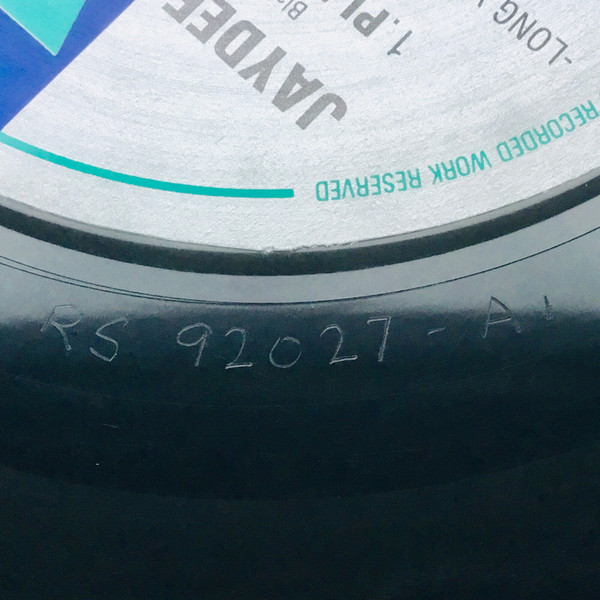 JAYDEE
1.PL
-LONG V
RECORDED WORK RESERVED
RS 92027 - A1